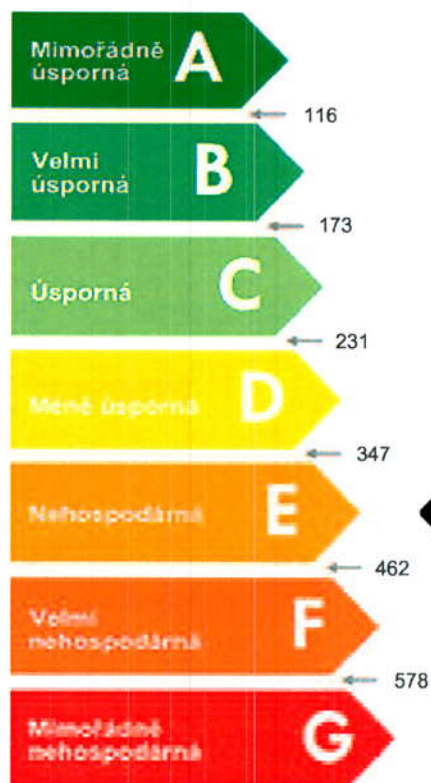 Mimořádně
úsporná
A
116
Velmi
úsporná
B
173
Úsporná
C
231
Méně úsporná
D
347
Nehospodárná
E
462
Velmi
nehospodárná
F
578
Mimořádně
nehospodárná
G